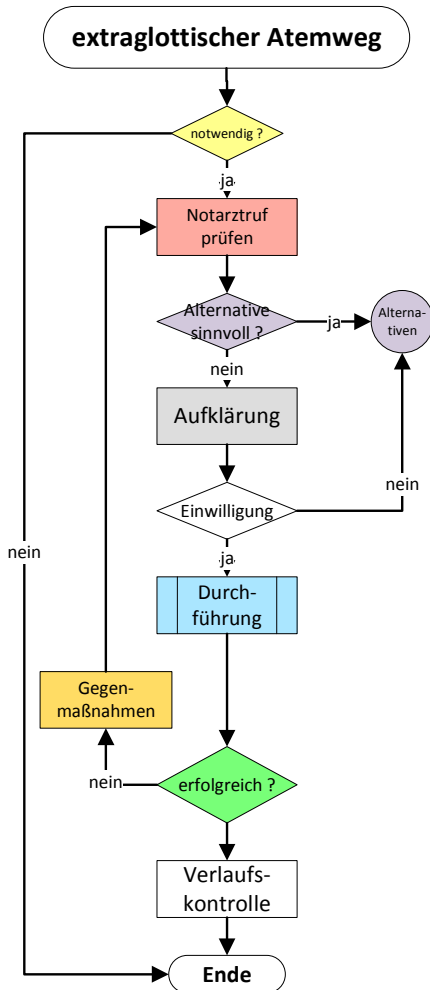 extraglottischer Atemweg
notwendig ?
ja
Notarztruf
prüfen
Alternative
sinnvoll ?
ja
Alterna-
tiven
nein
Aufklärung
Einwilligung
nein
ja
nein
Durch-
führung
Gegen-
maßnahmen
nein
erfolgreich ?
Verlaufs-
kontrolle
Ende